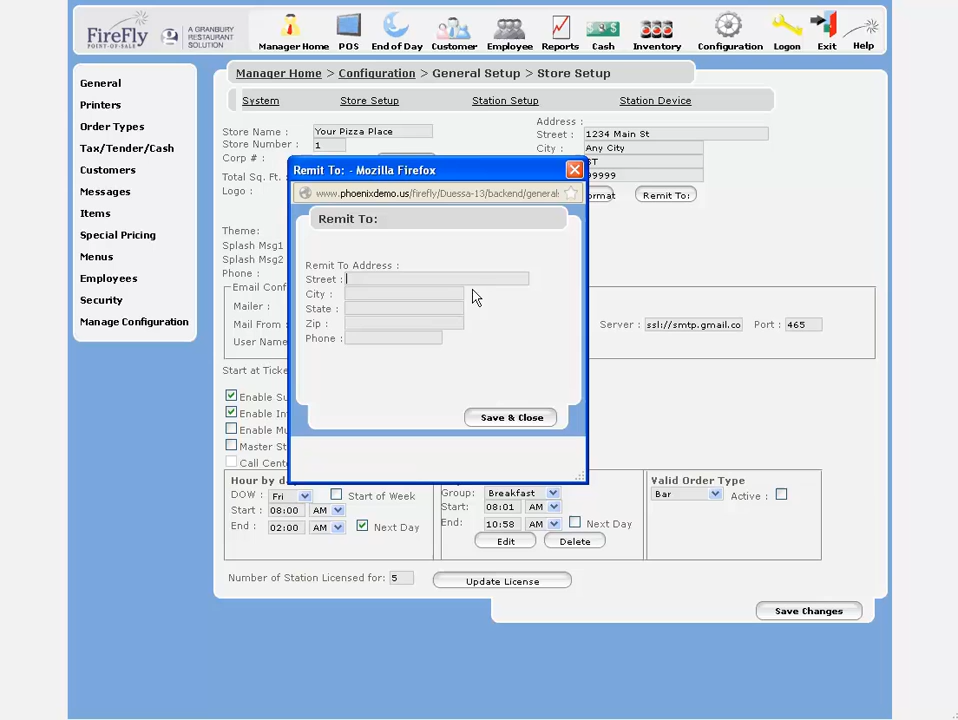 FireFly
POINT-OF-SALE
A GRANBURY
RESTAURANT
SOLUTION
Manager Home POS End of Day Customer Employee Reports Cash Inventory Configuration Logon Exit Help
General
Printers
Order Types
Tax/Tender/Cash
Customers
Messages
Items
Special Pricing
Menus
Employees
Security
Manage Configuration
Manager Home > Configuration > General Setup > Store Setup
System Store Setup Station Setup Station Device
Store Name : Your Pizza Place
Store Number : 1
Corp # :
Total Sq. Ft. :
Logo :
Address :
Street : 1234 Main St
City : Any City
ST
99999
ormat Remit To:
Theme:
Splash Msg1
Splash Msg2
Phone :
Email Conf
Mailer :
Mail From :
User Name
Server : ssl://smtp.gmail.co Port : 465
Start at Ticke
Enable Su
Enable In
Enable Mu
Master St
Call Cente
Remit To: - Mozilla Firefox
www.phoenixdemo.us/firefly/Duessa-13/backend/general
Remit To:
Remit To Address :
Street :
City :
State :
Zip :
Phone :
Save & Close
Hour by d
DOW : Fri Start of Week
Start : 08:00 AM
End : 02:00 AM Next Day
Group: Breakfast
Start: 08:01 AM
End: 10:58 AM Next Day
Edit Delete
Valid Order Type
Bar Active :
Number of Station Licensed for: 5 Update License
Save Changes